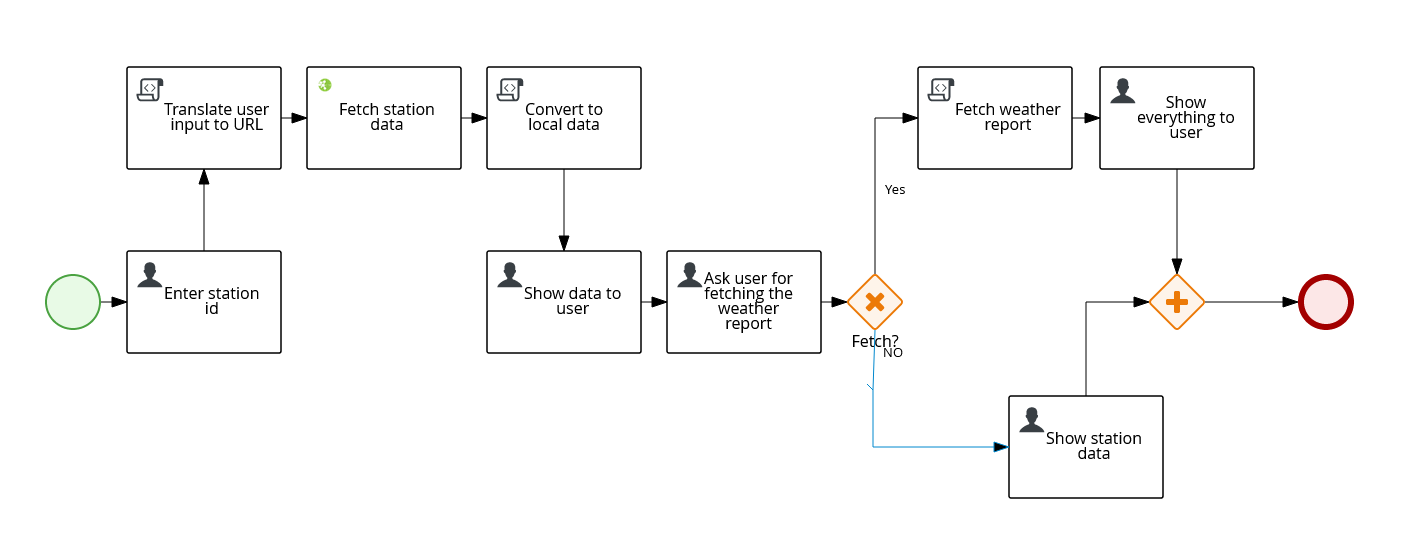 Translate user
input to URL
Fetch station
data
Convert to
local data
Fetch weather
report
Show
everything to
user
Yes
Enter station
id
Show data to
user
Ask user for
fetching the
weather
report
Fetch?
NO
Show station
data